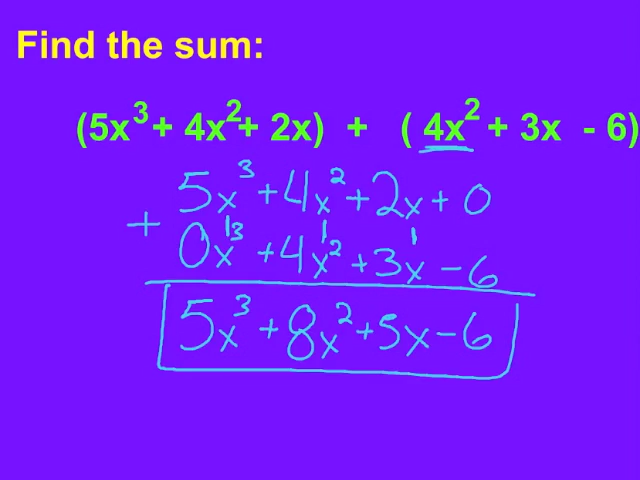 Find the sum:
(5x³ + 4x² + 2x) + ( 4x² + 3x - 6)
5x³ + 4x² + 2x + 0
+ 0x³ + 4x² + 3x - 6
5x³ + 8x² + 5x - 6